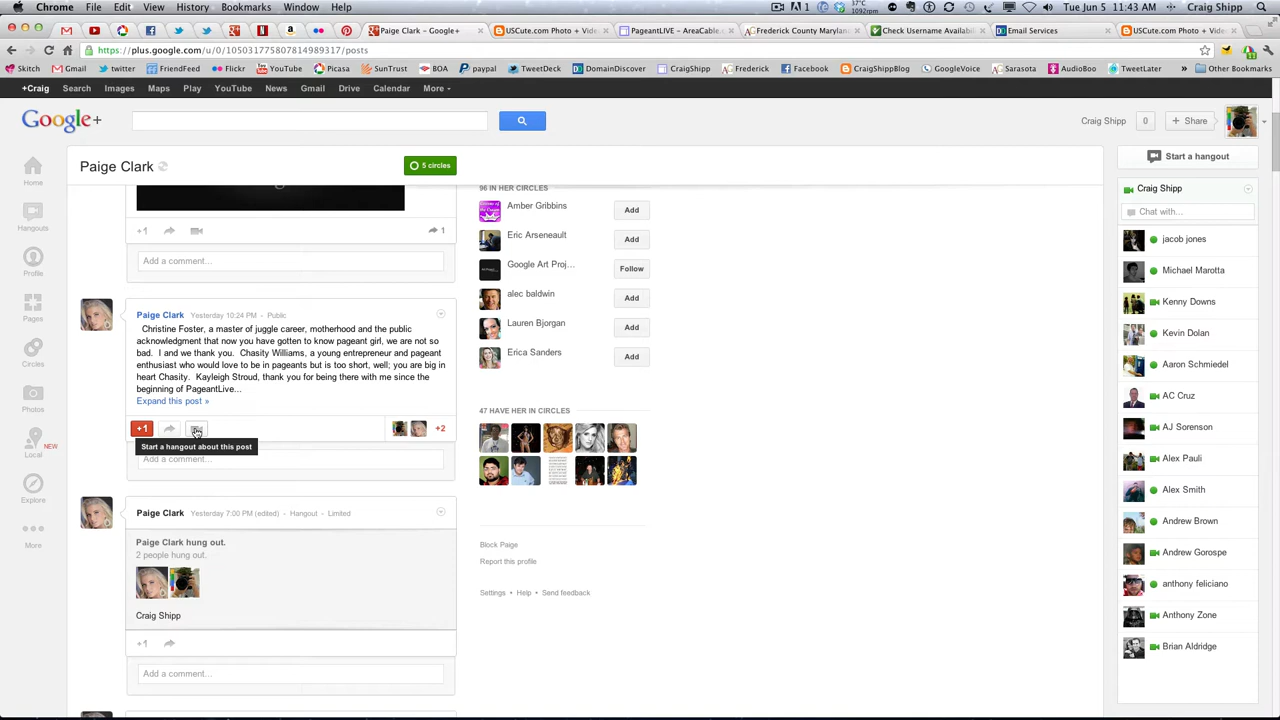 Chrome File Edit View History Bookmarks Window Help
1 37°C 1092rpm Tue Jun 5 11:43 AM Craig Shipp
Paige Clark - Google+ USCute.com Photo + Vide PageantLIVE – AreaCable. Frederick County Marylan Check Username Availabi Email Services USCute.com Photo + Vid
https://plus.google.com/u/0/105031775807814989317/posts
Skitch Gmail twitter FriendFeed Flickr YouTube Picasa SunTrust BOA paypal TweetDeck DomainDiscover CraigShipp Frederick Facebook CraigShippBlog GoogleVoice Sarasota AudioBoo TweetLater » Other Bookmarks
+Craig Search Images Maps Play YouTube News Gmail Drive Calendar More
Google+
Craig Shipp 0 + Share
Paige Clark
5 circles
Start a hangout
Home
Hangouts
Profile
Pages
Circles
Photos
NEW
Local
Explore
More
+1 1
Add a comment...
Paige Clark Yesterday 10:24 PM - Public
Christine Foster, a master of juggle career, motherhood and the public
acknowledgment that now you have gotten to know pageant girl, we are not so
bad. I and we thank you. Chasity Williams, a young entrepreneur and pageant
enthusiast who would love to be in pageants but is too short, well; you are big in
heart Chasity. Kayleigh Stroud, thank you for being there with me since the
beginning of PageantLive...
Expand this post »
+1 +2
Start a hangout about this post
Add a comment...
Paige Clark Yesterday 7:00 PM (edited) - Hangout - Limited
Paige Clark hung out.
2 people hung out.
Craig Shipp
+1
Add a comment...
96 IN HER CIRCLES
Amber Gribbins Add
Eric Arseneault Add
Google Art Proj... Follow
alec baldwin Add
Lauren Bjorgan Add
Erica Sanders Add
47 HAVE HER IN CIRCLES
Block Paige
Report this profile
Settings • Help • Send feedback
Craig Shipp
Chat with...
jacob jones
Michael Marotta
Kenny Downs
Kevin Dolan
Aaron Schmiedel
AC Cruz
AJ Sorenson
Alex Pauli
Alex Smith
Andrew Brown
Andrew Gorospe
anthony feliciano
Anthony Zone
Brian Aldridge